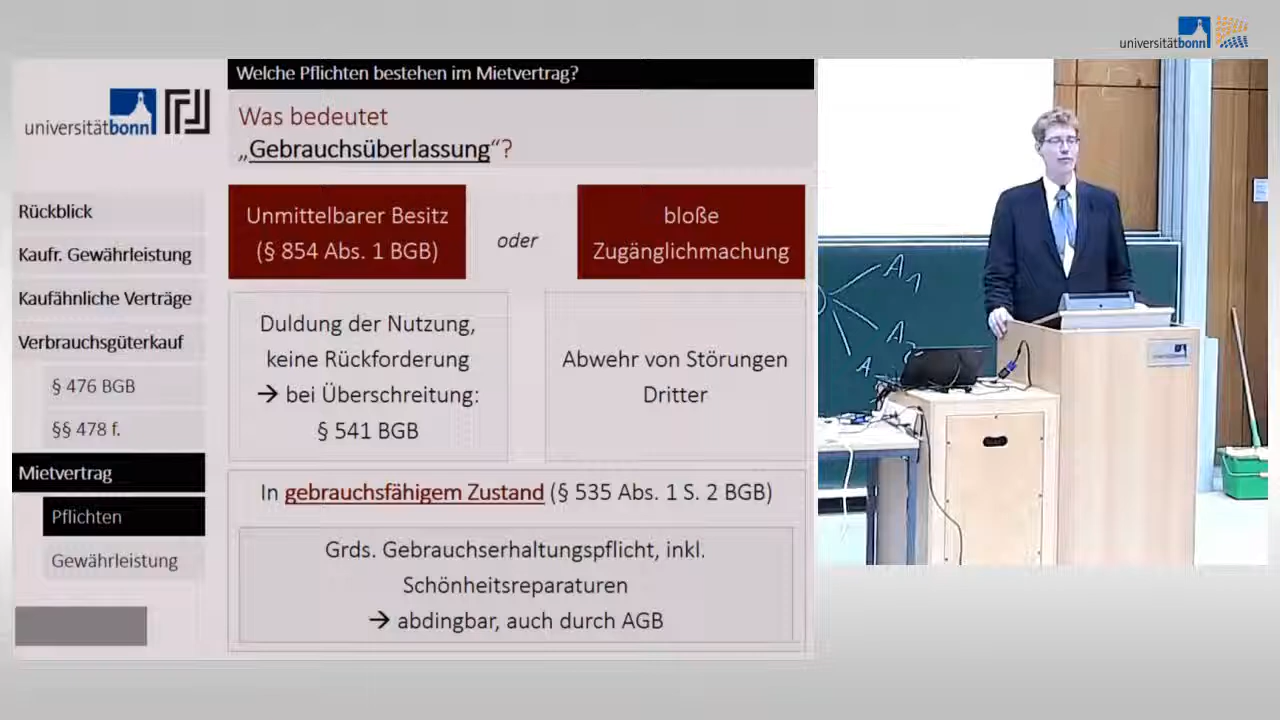 universitätbonn
universitätbonn
Rückblick
Kaufr. Gewährleistung
Kaufähnliche Verträge
Verbrauchsgüterkauf
§ 476 BGB
§§ 478 f.
Mietvertrag
Pflichten
Gewährleistung
Welche Pflichten bestehen im Mietvertrag?
Was bedeutet
„Gebrauchsüberlassung“?
Unmittelbarer Besitz
(§ 854 Abs. 1 BGB)
oder
bloße
Zugänglichmachung
Duldung der Nutzung,
keine Rückforderung
→ bei Überschreitung:
§ 541 BGB
Abwehr von Störungen
Dritter
In gebrauchsfähigem Zustand (§ 535 Abs. 1 S. 2 BGB)
Grds. Gebrauchserhaltungspflicht, inkl.
Schönheitsreparaturen
→ abdingbar, auch durch AGB
A1
A2
A